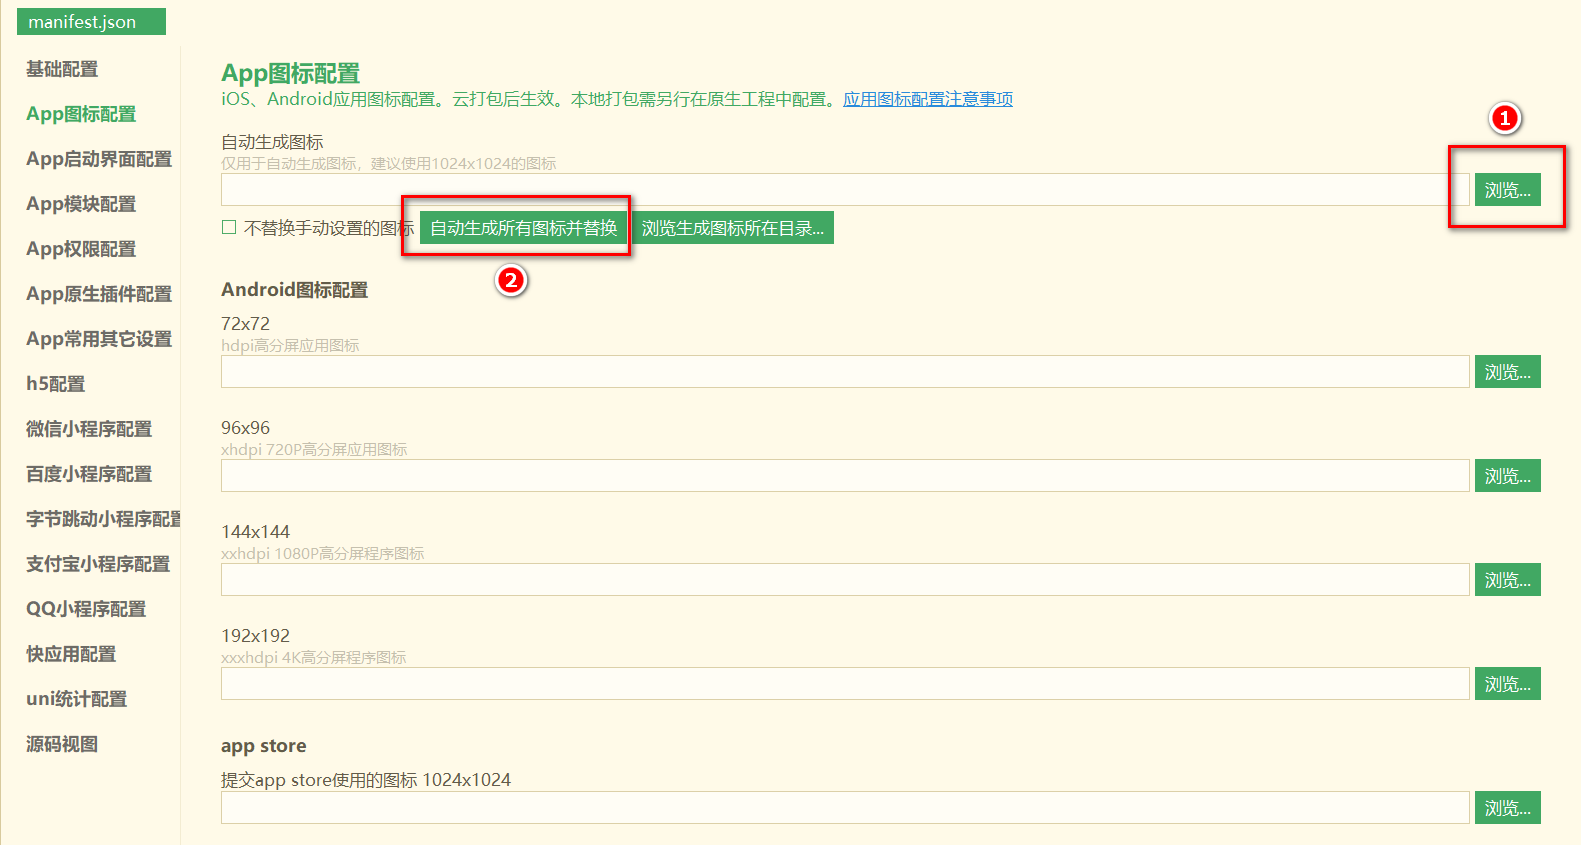 manifest.json
基础配置
App图标配置
App启动界面配置
App模块配置
App权限配置
App原生插件配置
App常用其它设置
h5配置
微信小程序配置
百度小程序配置
字节跳动小程序配置
支付宝小程序配置
QQ小程序配置
快应用配置
uni统计配置
源码视图
App图标配置
iOS、Android应用图标配置。云打包后生效。本地打包需另行在原生工程中配置。应用图标配置注意事项
自动生成图标
仅用于自动生成图标，建议使用1024x1024的图标
1
浏览...
不替换手动设置的图标 自动生成所有图标并替换 浏览生成图标所在目录...
2
Android图标配置
72x72
hdpi高分屏应用图标
浏览...
96x96
xhdpi 720P高分屏应用图标
浏览...
144x144
xxhdpi 1080P高分屏程序图标
浏览...
192x192
xxxhdpi 4K高分屏程序图标
浏览...
app store
提交app store使用的图标 1024x1024
浏览...